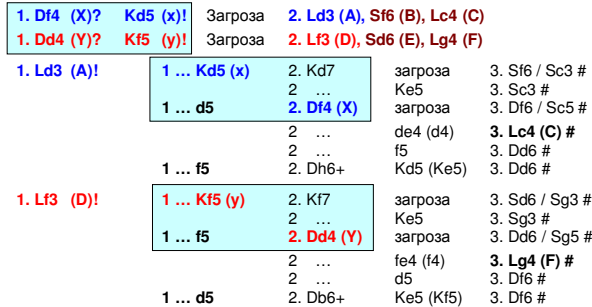 1. Df4 (X)? Kd5 (x)! Загроза 2. Ld3 (A), Sf6 (B), Lc4 (C)
1. Dd4 (Y)? Kf5 (y)! Загроза 2. Lf3 (D), Sd6 (E), Lg4 (F)
1. Ld3 (A)! 1 ... Kd5 (x) 2. Kd7 загроза 3. Sf6 / Sc3 #
2 ... Ke5 3. Sc3 #
1 ... d5 2. Df4 (X) загроза 3. Df6 / Sc5 #
2 ... de4 (d4) 3. Lc4 (C) #
2 ... f5 3. Dd6 #
1 ... f5 2. Dh6+ Kd5 (Ke5) 3. Dd6 #
1. Lf3 (D)! 1 ... Kf5 (y) 2. Kf7 загроза 3. Sd6 / Sg3 #
2 ... Ke5 3. Sg3 #
1 ... f5 2. Dd4 (Y) загроза 3. Dd6 / Sg5 #
2 ... fe4 (f4) 3. Lg4 (F) #
2 ... d5 3. Df6 #
1 ... d5 2. Db6+ Ke5 (Kf5) 3. Df6 #